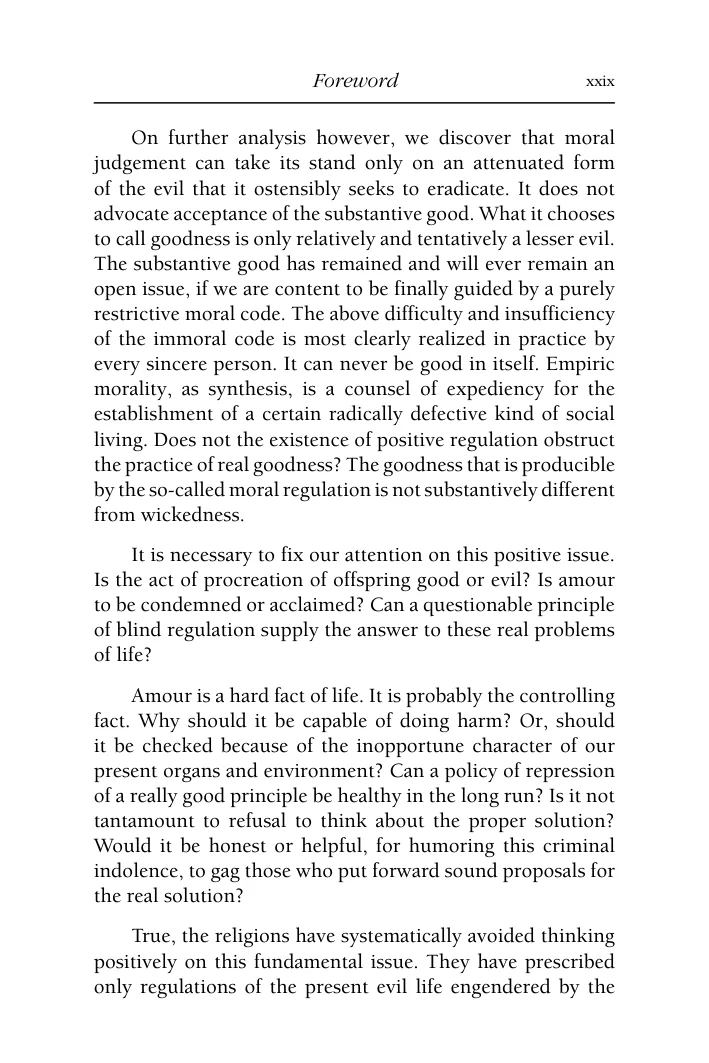 Foreword xxix
On further analysis however, we discover that moral
judgement can take its stand only on an attenuated form
of the evil that it ostensibly seeks to eradicate. It does not
advocate acceptance of the substantive good. What it chooses
to call goodness is only relatively and tentatively a lesser evil.
The substantive good has remained and will ever remain an
open issue, if we are content to be finally guided by a purely
restrictive moral code. The above difficulty and insufficiency
of the immoral code is most clearly realized in practice by
every sincere person. It can never be good in itself. Empiric
morality, as synthesis, is a counsel of expediency for the
establishment of a certain radically defective kind of social
living. Does not the existence of positive regulation obstruct
the practice of real goodness? The goodness that is producible
by the so-called moral regulation is not substantively different
from wickedness.
It is necessary to fix our attention on this positive issue.
Is the act of procreation of offspring good or evil? Is amour
to be condemned or acclaimed? Can a questionable principle
of blind regulation supply the answer to these real problems
of life?
Amour is a hard fact of life. It is probably the controlling
fact. Why should it be capable of doing harm? Or, should
it be checked because of the inopportune character of our
present organs and environment? Can a policy of repression
of a really good principle be healthy in the long run? Is it not
tantamount to refusal to think about the proper solution?
Would it be honest or helpful, for humoring this criminal
indolence, to gag those who put forward sound proposals for
the real solution?
True, the religions have systematically avoided thinking
positively on this fundamental issue. They have prescribed
only regulations of the present evil life engendered by the